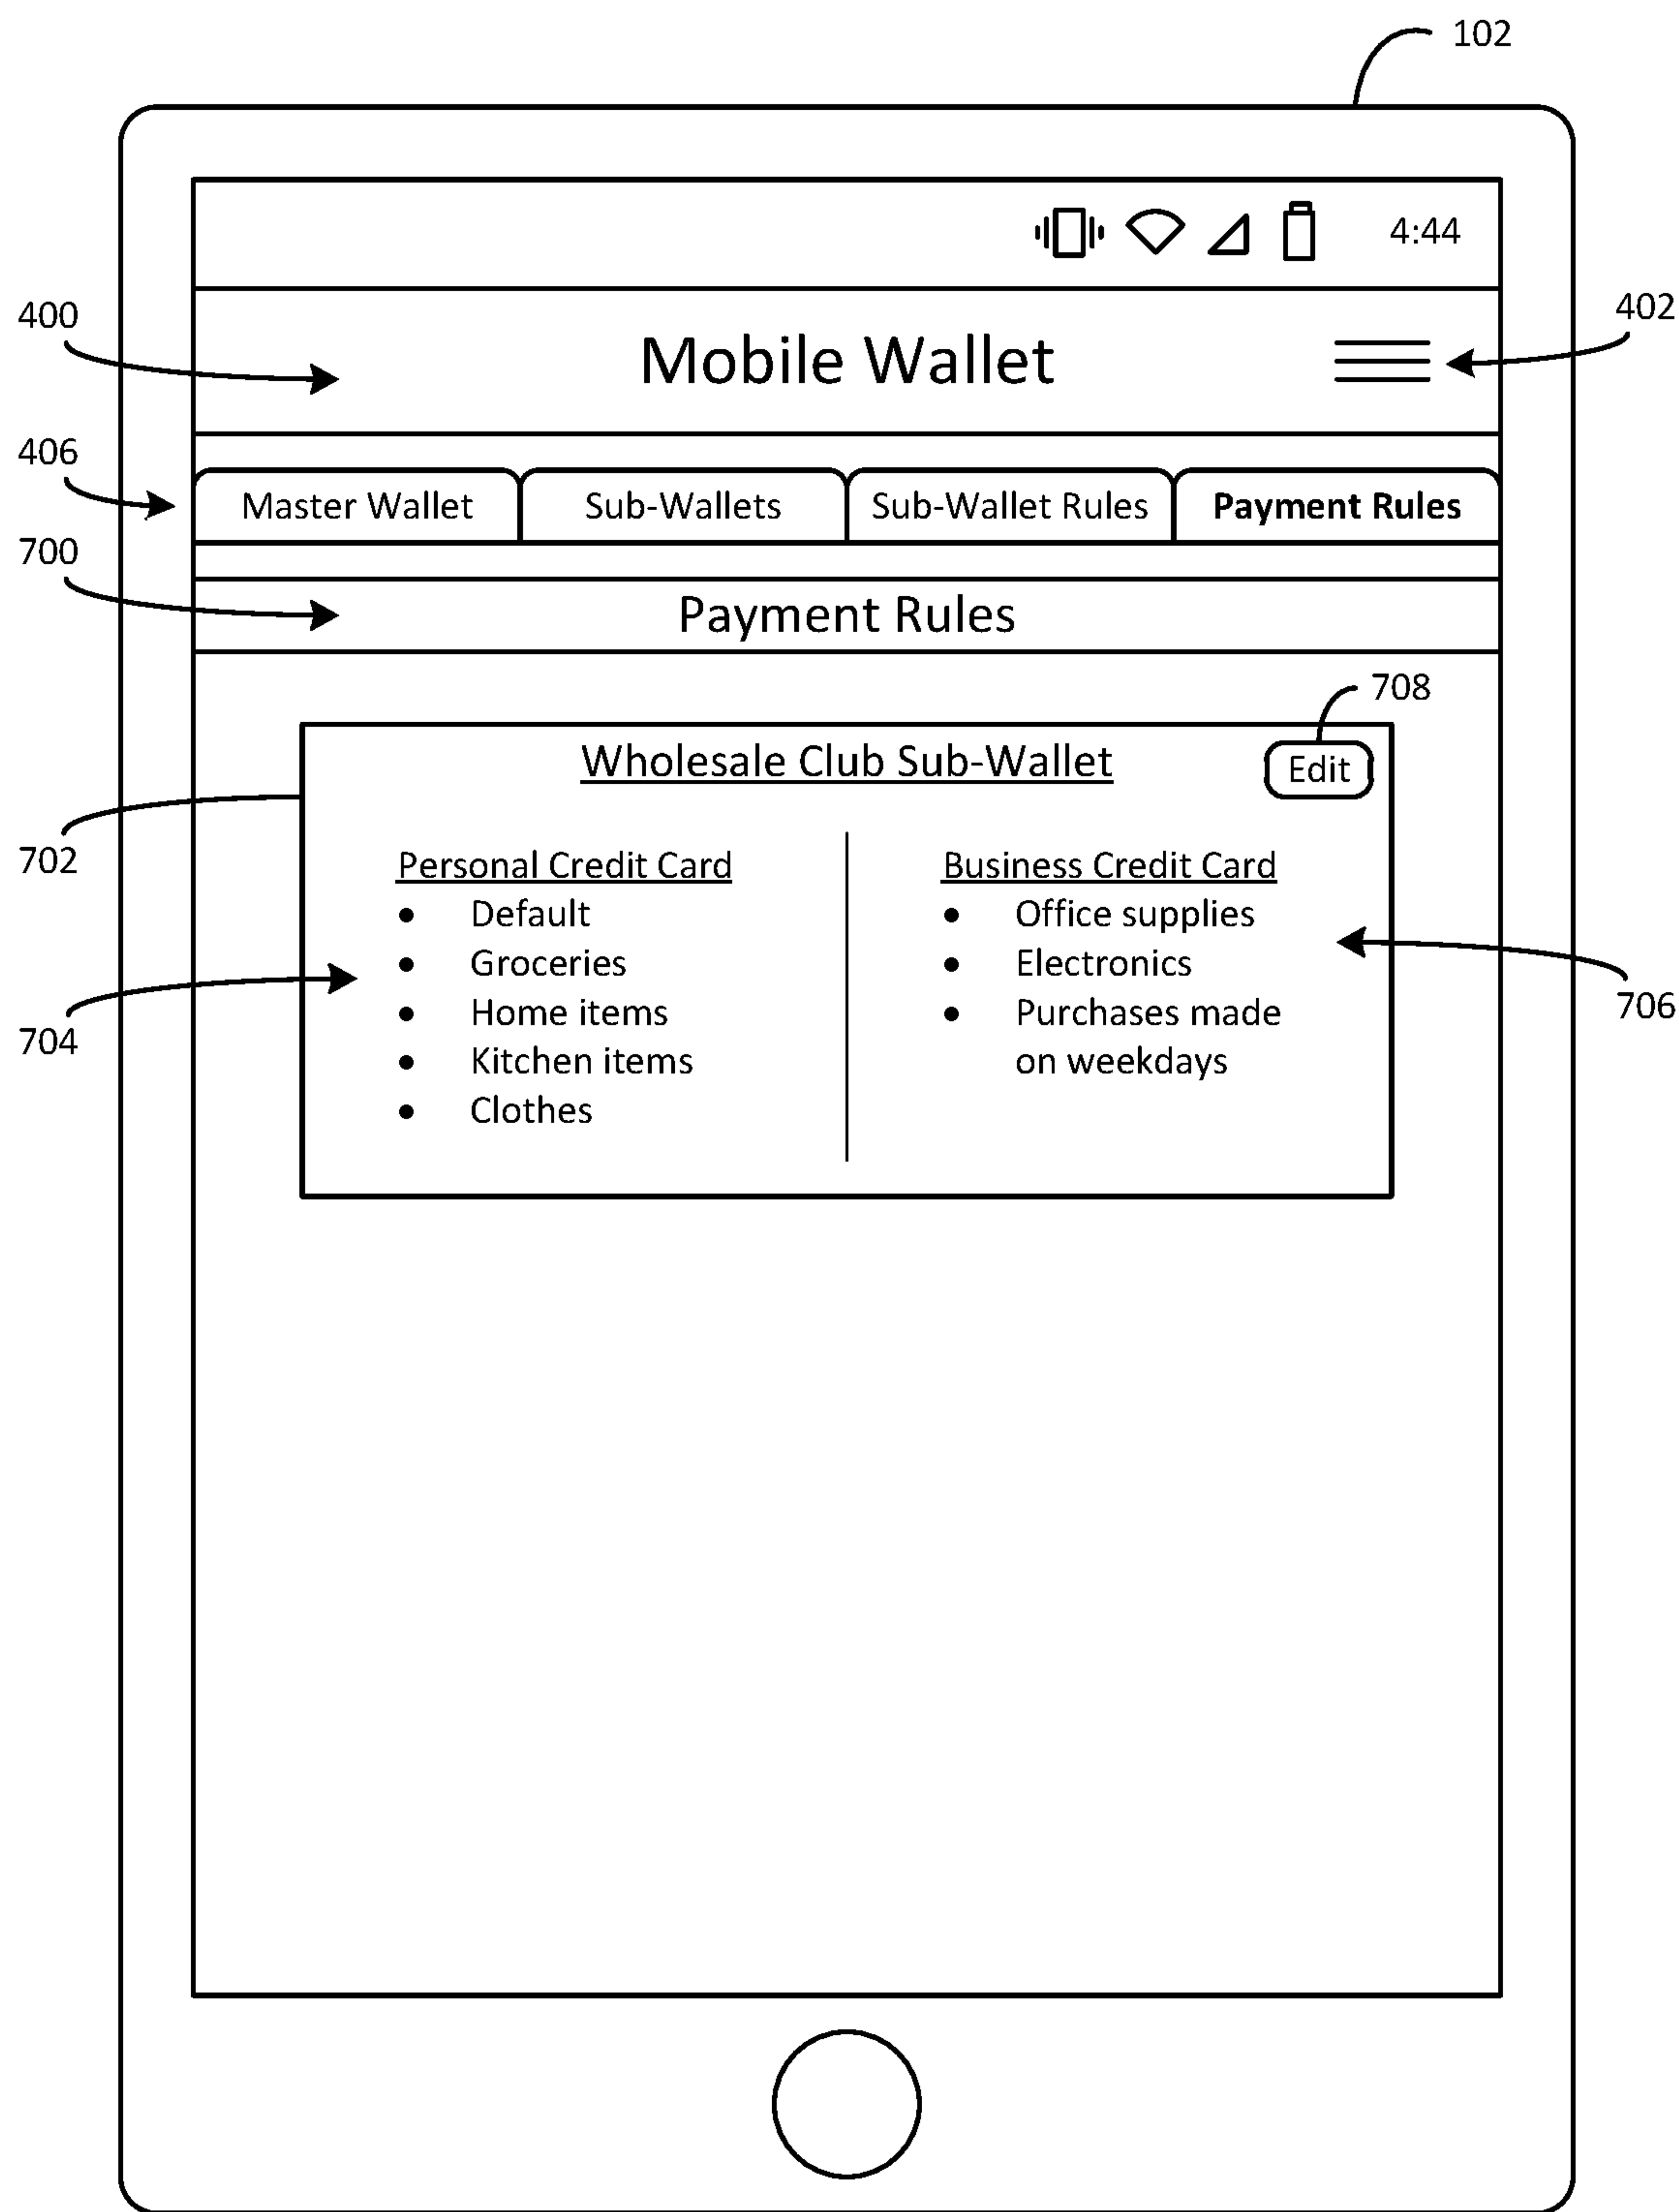 102
4:44
400
Mobile Wallet
402
406
Master Wallet
Sub-Wallets
Sub-Wallet Rules
Payment Rules
700
Payment Rules
708
Wholesale Club Sub-Wallet
Edit
702
Personal Credit Card
• Default
• Groceries
• Home items
• Kitchen items
• Clothes
704
Business Credit Card
• Office supplies
• Electronics
• Purchases made
on weekdays
706